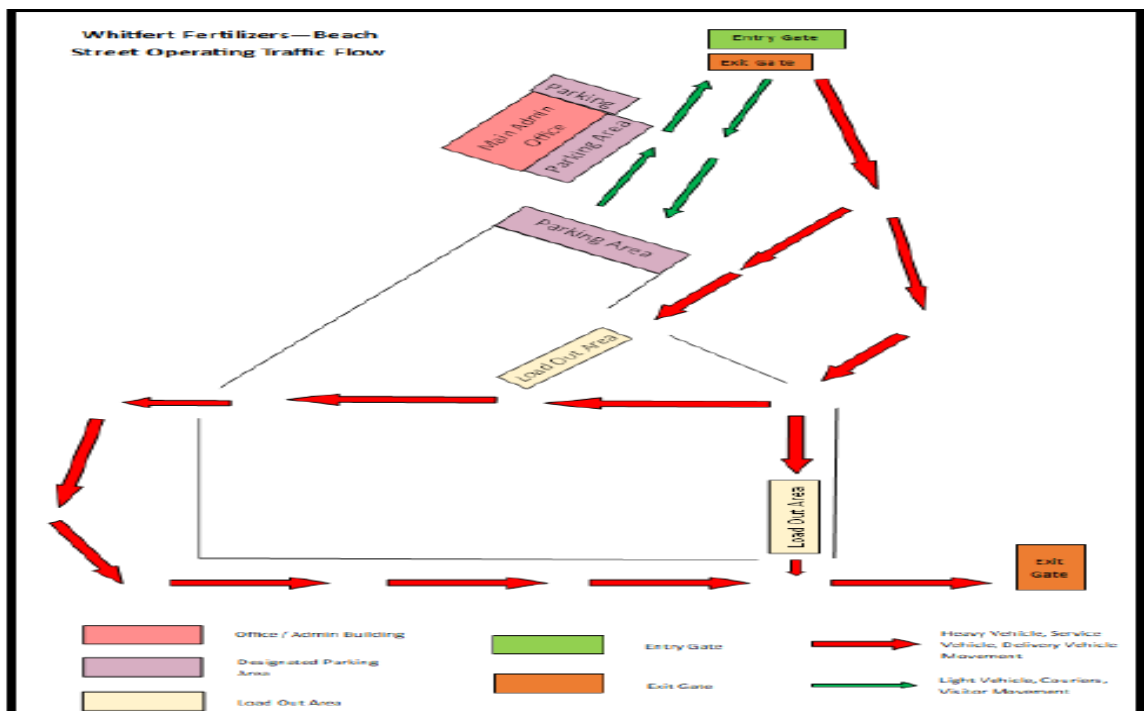 Whitfert Fertilizers—Beach
Street Operating Traffic Flow
Entry Gate
Exit Gate
Parking
Main Admin
Office
Parking Area
Parking Area
Load Out Area
Load Out Area
Exit
Gate
Office / Admin Building
Designated Parking
Area
Load Out Area
Entry Gate
Exit Gate
Heavy Vehicle, Service
Vehicle, Delivery Vehicle
Movement
Light Vehicle, Couriers,
Visitor Movement